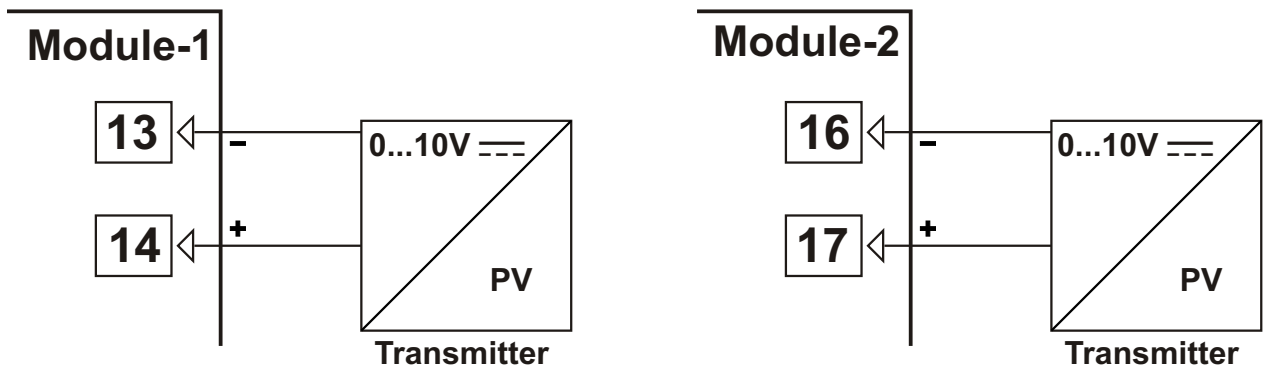 Module-1
13
-
0...10V
14
+
PV
Transmitter
Module-2
16
-
0...10V
17
+
PV
Transmitter